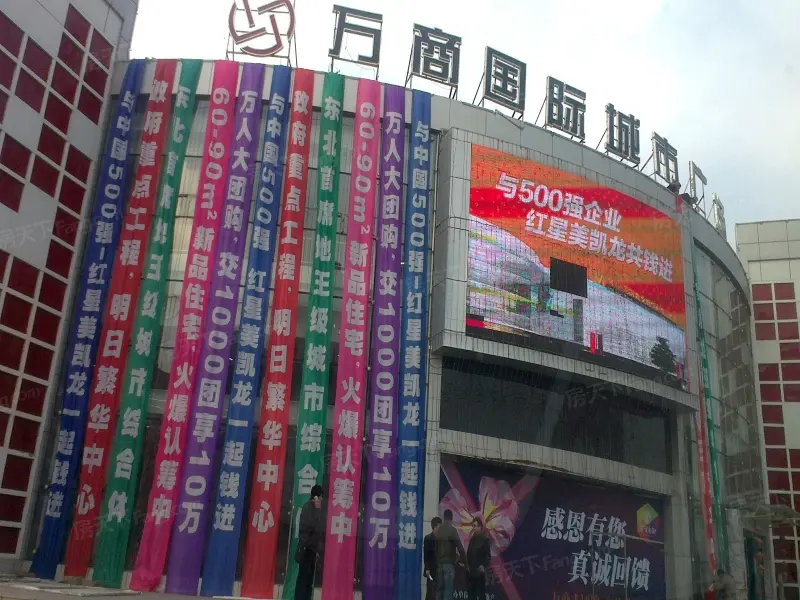 万商国际城市广
与500强企业
红星美凯龙共钱进
与中国500强-红星美凯龙一起钱进
政府重点工程,明日繁华中心
东北首席地王级城市综合体
60-90m²新品住宅,火爆认筹中
万人大团购,交1000团享10万
与中国500强-红星美凯龙一起钱进
政府重点工程,明日繁华中心
东北首席地王级城市综合
60-90m²新品住宅,火爆认筹中
万人大团购,交1000团享10万
与中国500强-红星美凯龙一起钱进
感恩有您
真诚回馈
房天下 Fang.com